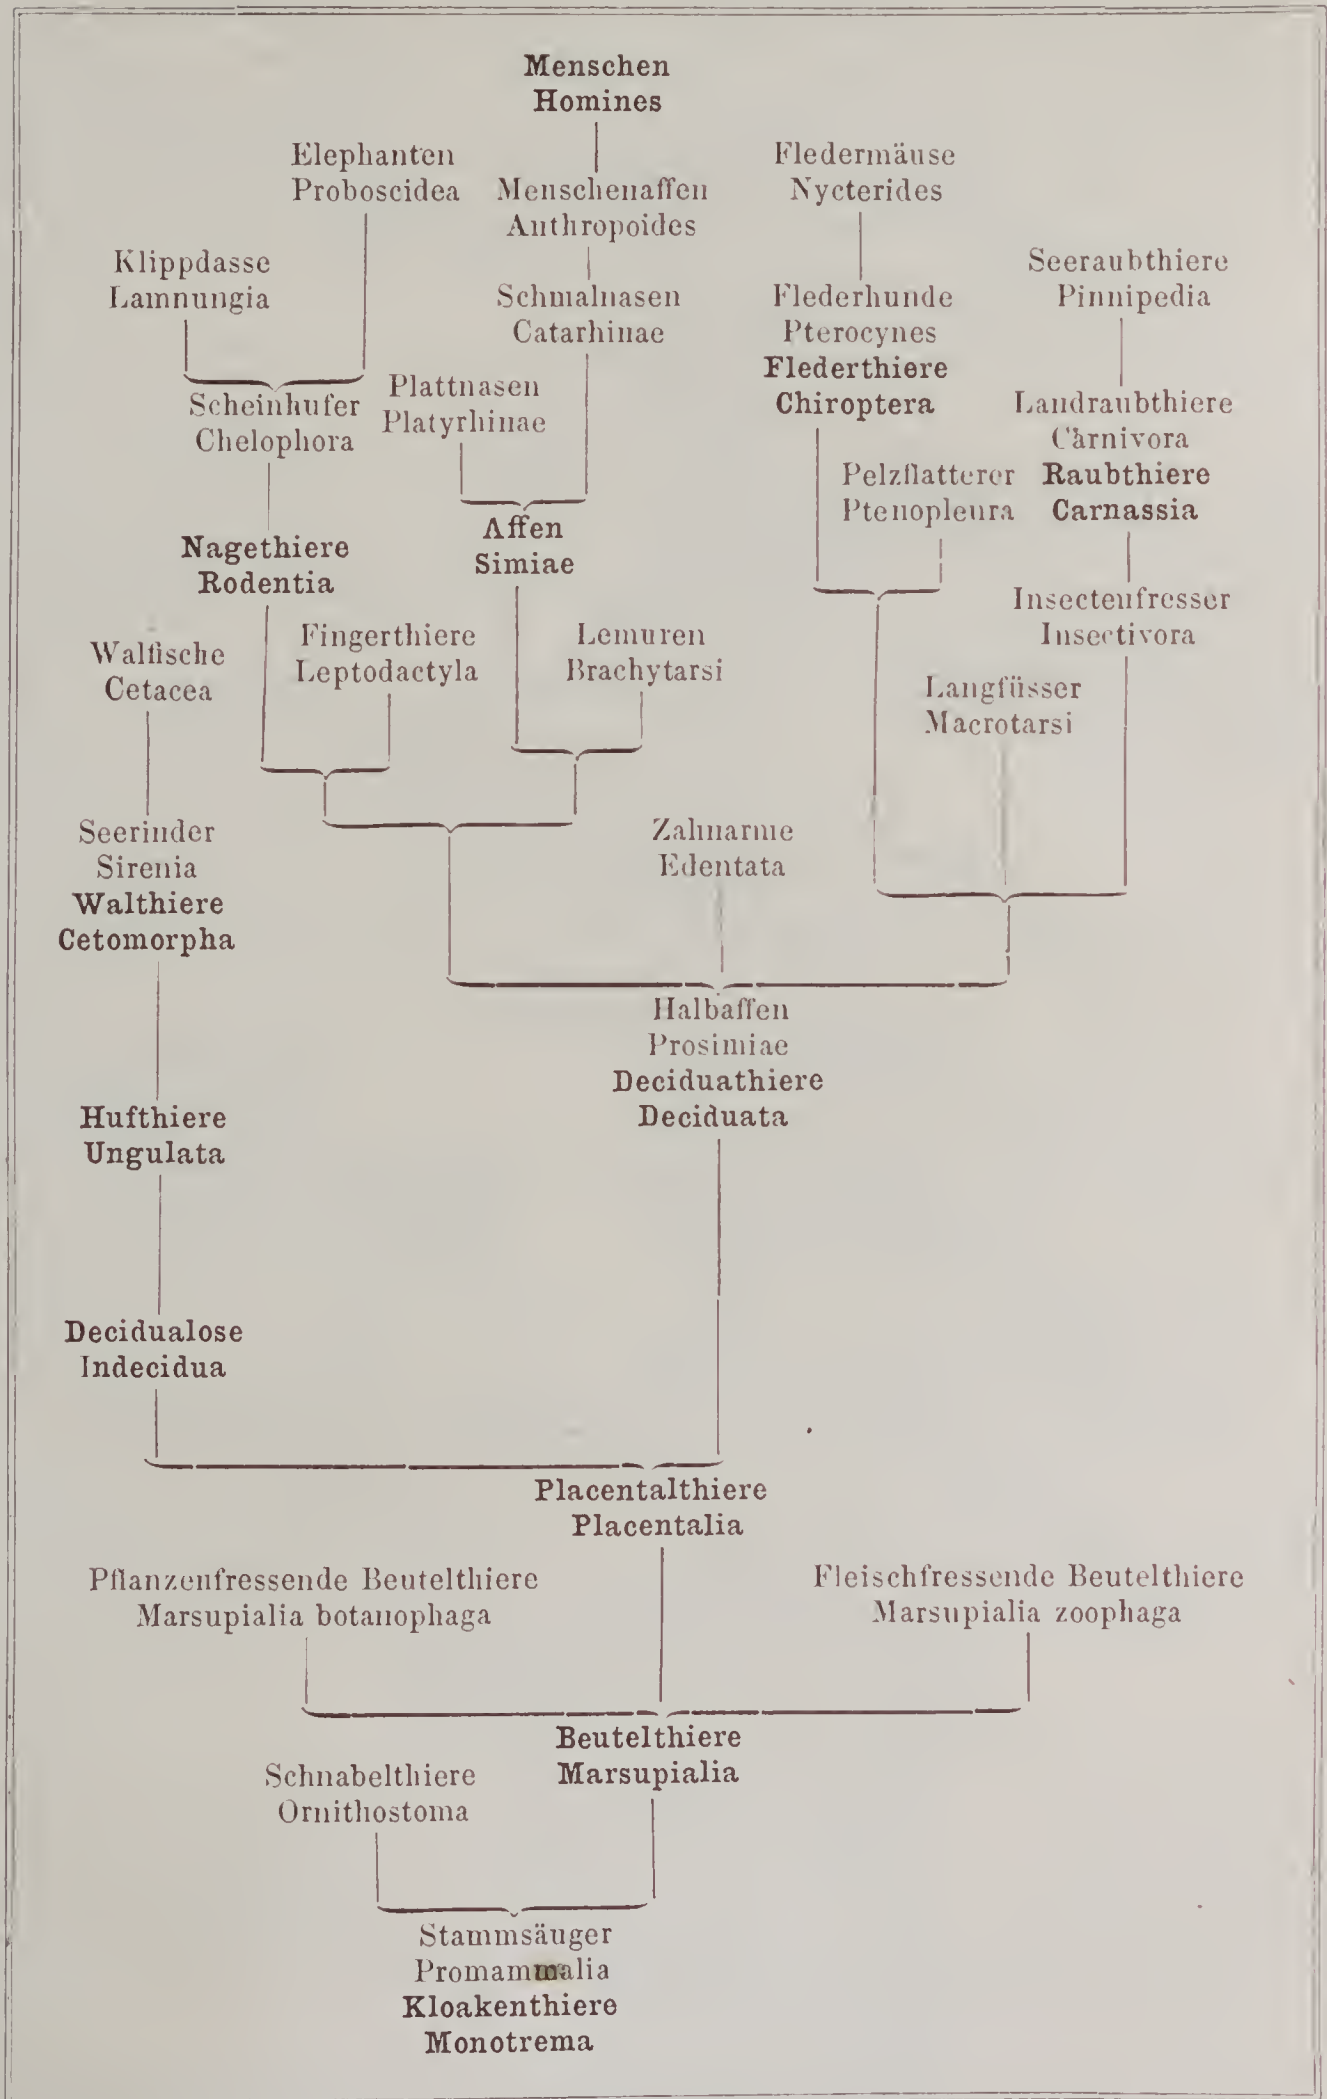 Menschen
Homines
Elephanten
Proboscidea
Menschenaffen
Anthropoides
Fledermäuse
Nycterides
Klippdasse
Lamnungia
Schmalnasen
Catarhinae
Flederhunde
Pterocynes
Flederthiere
Chiroptera
Seeraubthiere
Pinnipedia
Scheinhufer
Chelophora
Plattnasen
Platyrhinae
Landraubthiere
Carnivora
Raubthiere
Carnassia
Pelzflatterer
Ptenopleura
Nagethiere
Rodentia
Affen
Simiae
Insectenfresser
Insectivora
Walfische
Cetacea
Fingerthiere
Leptodactyla
Lemuren
Brachytarsi
Langfüsser
Macrotarsi
Seerinder
Sirenia
Walthiere
Cetomorpha
Zahnarme
Edentata
Halbaffen
Prosimiae
Deciduathiere
Deciduata
Hufthiere
Ungulata
Decidualose
Indecidua
Placentalthiere
Placentalia
Pflanzenfressende Beutelthiere
Marsupialia botanophaga
Fleischfressende Beutelthiere
Marsupialia zoophaga
Beutelthiere
Marsupialia
Schnabelthiere
Ornithostoma
Stammsäuger
Promammalia
Kloakenthiere
Monotrema